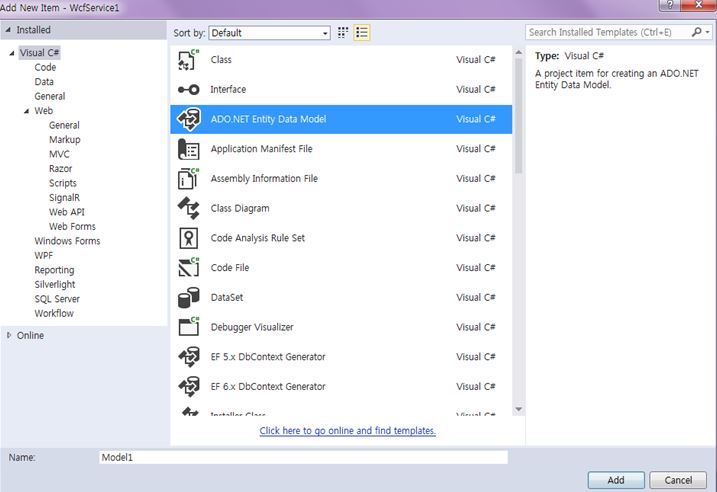 Add New Item - WcfService1
? 
Installed
Sort by: Default
Search Installed Templates (Ctrl+E)
Visual C#
Code
Data
General
Web
General
Markup
MVC
Razor
Scripts
SignalR
Web API
Web Forms
Windows Forms
WPF
Reporting
Silverlight
SQL Server
Workflow
Online
Class Visual C#
Interface Visual C#
ADO.NET Entity Data Model Visual C#
Application Manifest File Visual C#
Assembly Information File Visual C#
Class Diagram Visual C#
Code Analysis Rule Set Visual C#
Code File Visual C#
DataSet Visual C#
Debugger Visualizer Visual C#
EF 5.x DbContext Generator Visual C#
EF 6.x DbContext Generator Visual C#
Installer Class Visual C#
Click here to go online and find templates.
Type: Visual C#
A project item for creating an ADO.NET
Entity Data Model.
Name: Model1
Add Cancel